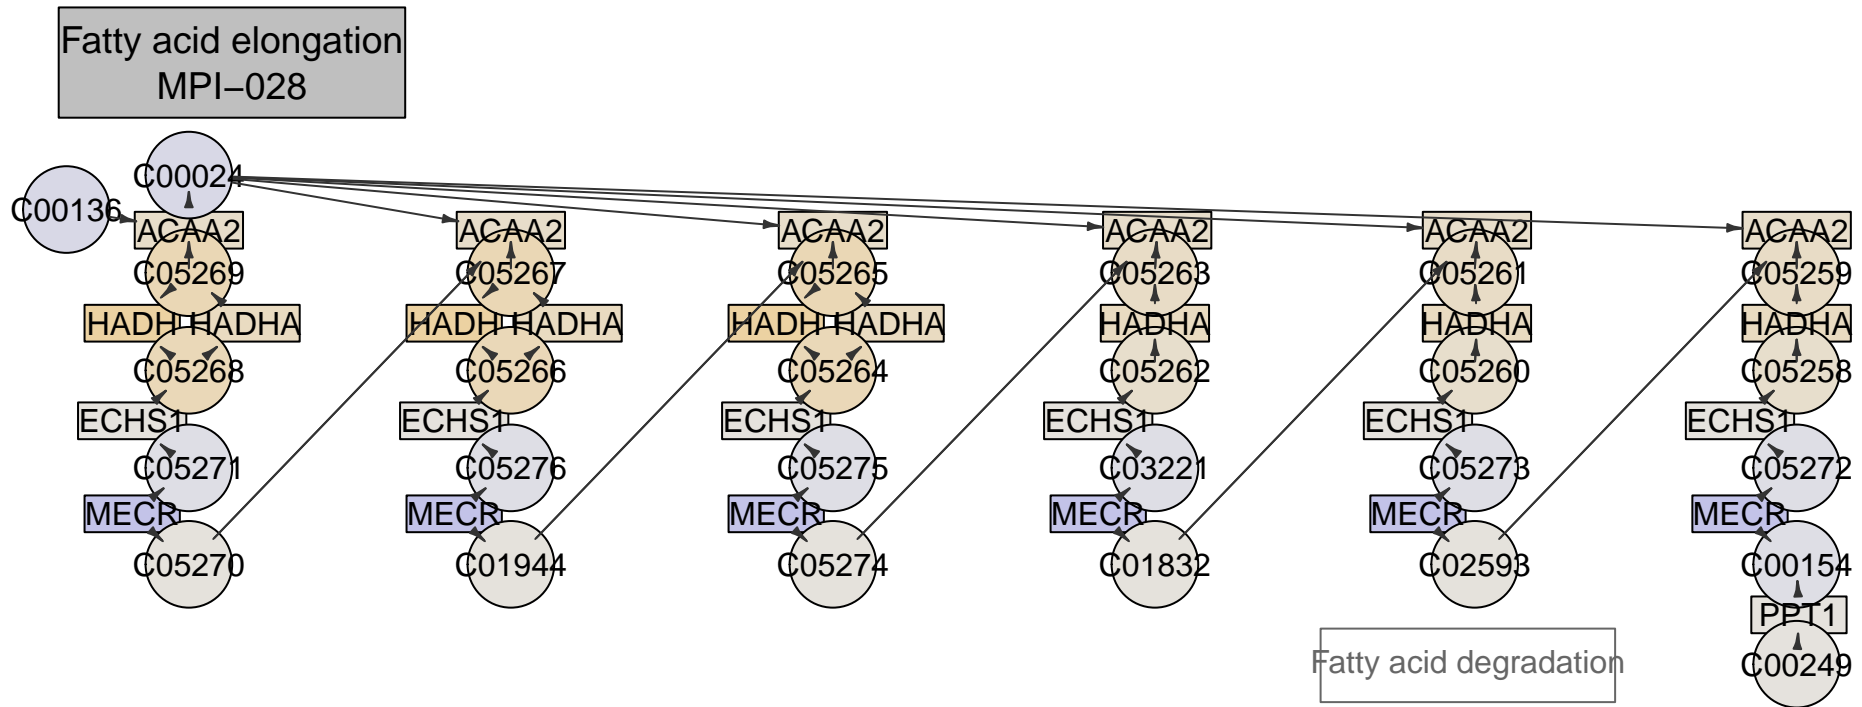 Fatty acid elongation
MPI−028
C00024
C00136
ACAA2 ACAA2 ACAA2 ACAA2 ACAA2 ACAA2
C05269 C05267 C05265 C05263 C05261 C05259
HADH HADHA HADH HADHA HADH HADHA HADHA HADHA HADHA
C05268 C05266 C05264 C05262 C05260 C05258
ECHS1 ECHS1 ECHS1 ECHS1 ECHS1 ECHS1
C05271 C05276 C05275 C03221 C05273 C05272
MECR MECR MECR MECR MECR MECR
C05270 C01944 C05274 C01832 C02593 C00154
PPT1
Fatty acid degradation C00249